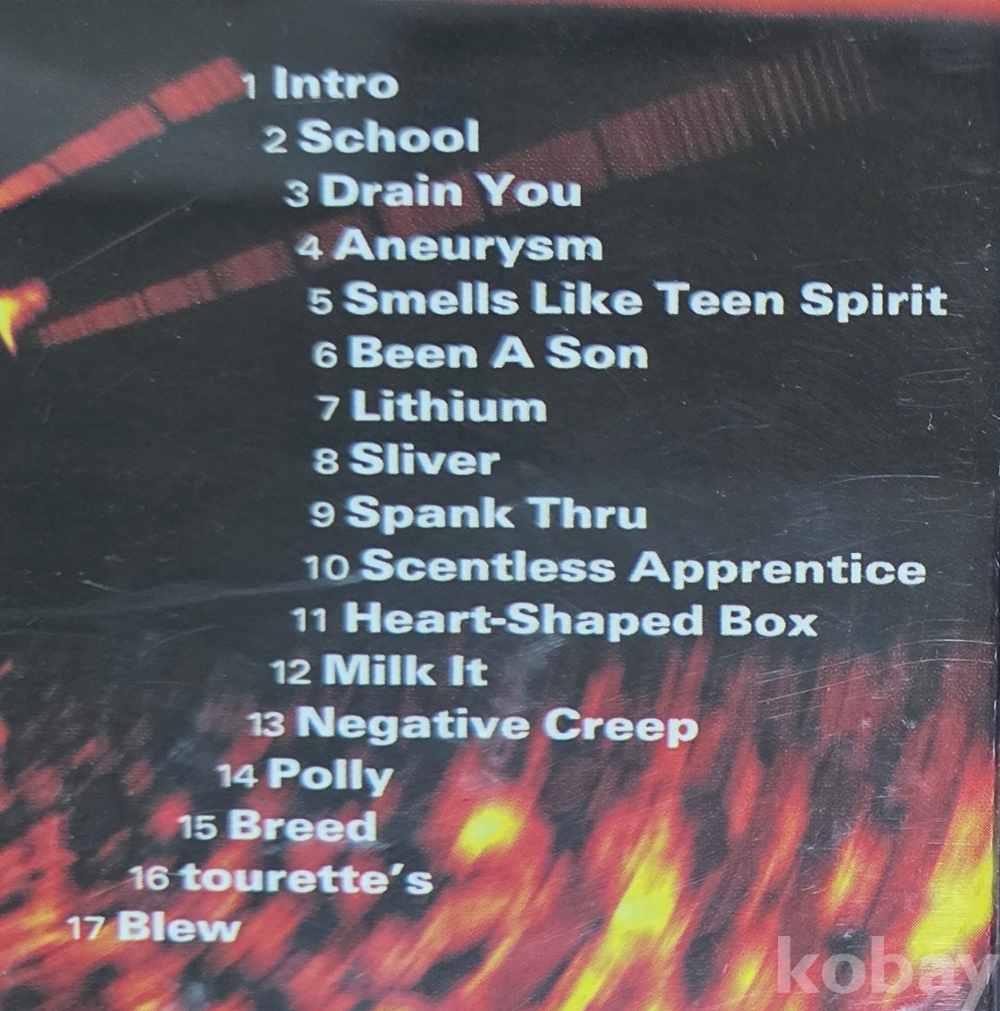 1 Intro
2 School
3 Drain You
4 Aneurysm
5 Smells Like Teen Spirit
6 Been A Son
7 Lithium
8 Sliver
9 Spank Thru
10 Scentless Apprentice
11 Heart-Shaped Box
12 Milk It
13 Negative Creep
14 Polly
15 Breed
16 tourette's
17 Blew
kobay